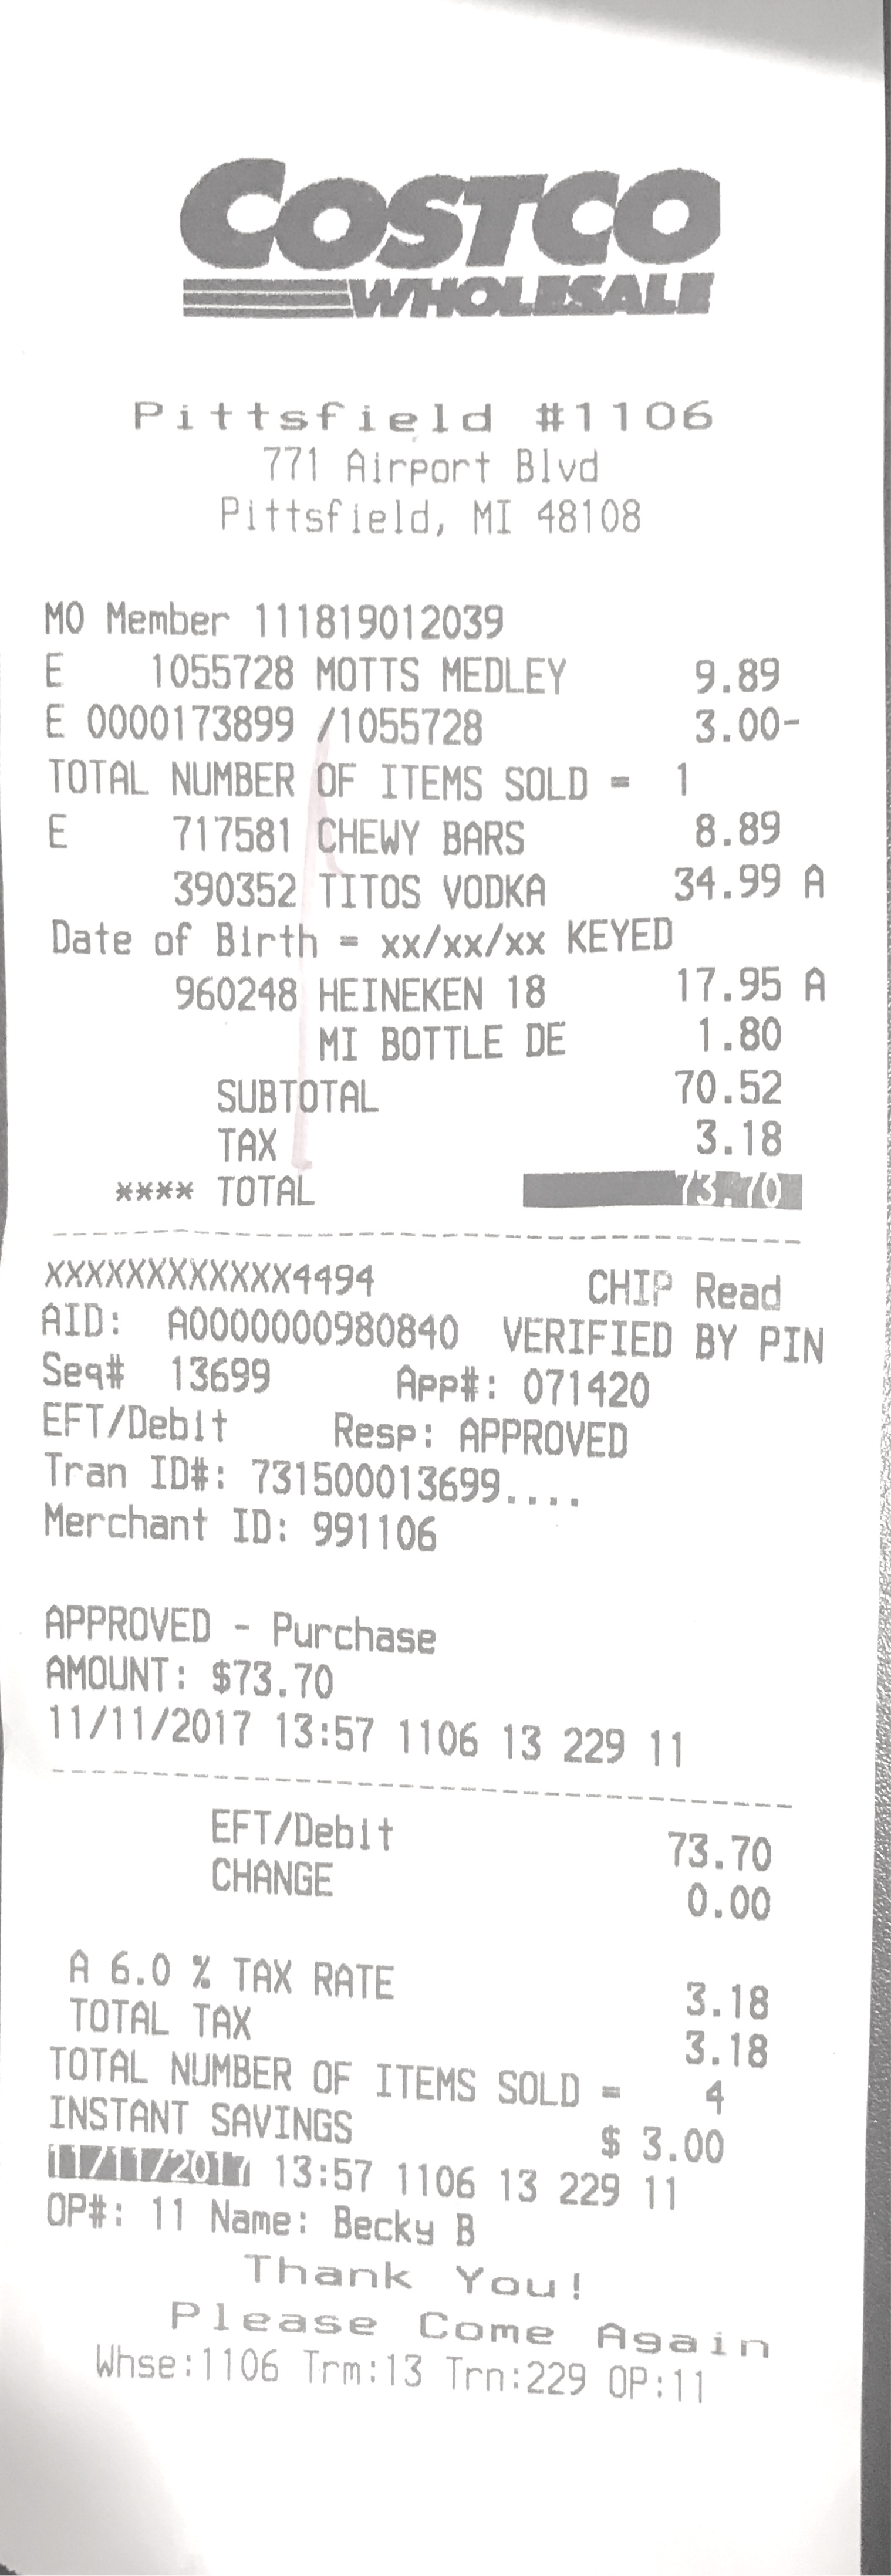 COSTCO
WHOLESALE
Pittsfield #1106
771 Airport Blvd
Pittsfield, MI 48108
MO Member 111819012039
E 1055728 MOTTS MEDLEY 9.89
E 0000173899 /1055728 3.00-
TOTAL NUMBER OF ITEMS SOLD = 1
E 717581 CHEWY BARS 8.89
390352 TITOS VODKA 34.99 A
Date of Birth = xx/xx/xx KEYED
960248 HEINEKEN 18 17.95 A
MI BOTTLE DE 1.80
SUBTOTAL 70.52
TAX 3.18
**** TOTAL 73.70
XXXXXXXXXXXX4494 CHIP Read
AID: A0000000980840 VERIFIED BY PIN
Seq# 13699 App#: 071420
EFT/Debit Resp: APPROVED
Tran ID#: 731500013699....
Merchant ID: 991106
APPROVED - Purchase
AMOUNT: $73.70
11/11/2017 13:57 1106 13 229 11
EFT/Debit 73.70
CHANGE 0.00
A 6.0 % TAX RATE 3.18
TOTAL TAX 3.18
TOTAL NUMBER OF ITEMS SOLD = 4
INSTANT SAVINGS $ 3.00
11/11/2017 13:57 1106 13 229 11
OP#: 11 Name: Becky B
Thank You!
Please Come Again
Whse:1106 Trm:13 Trn:229 OP:11